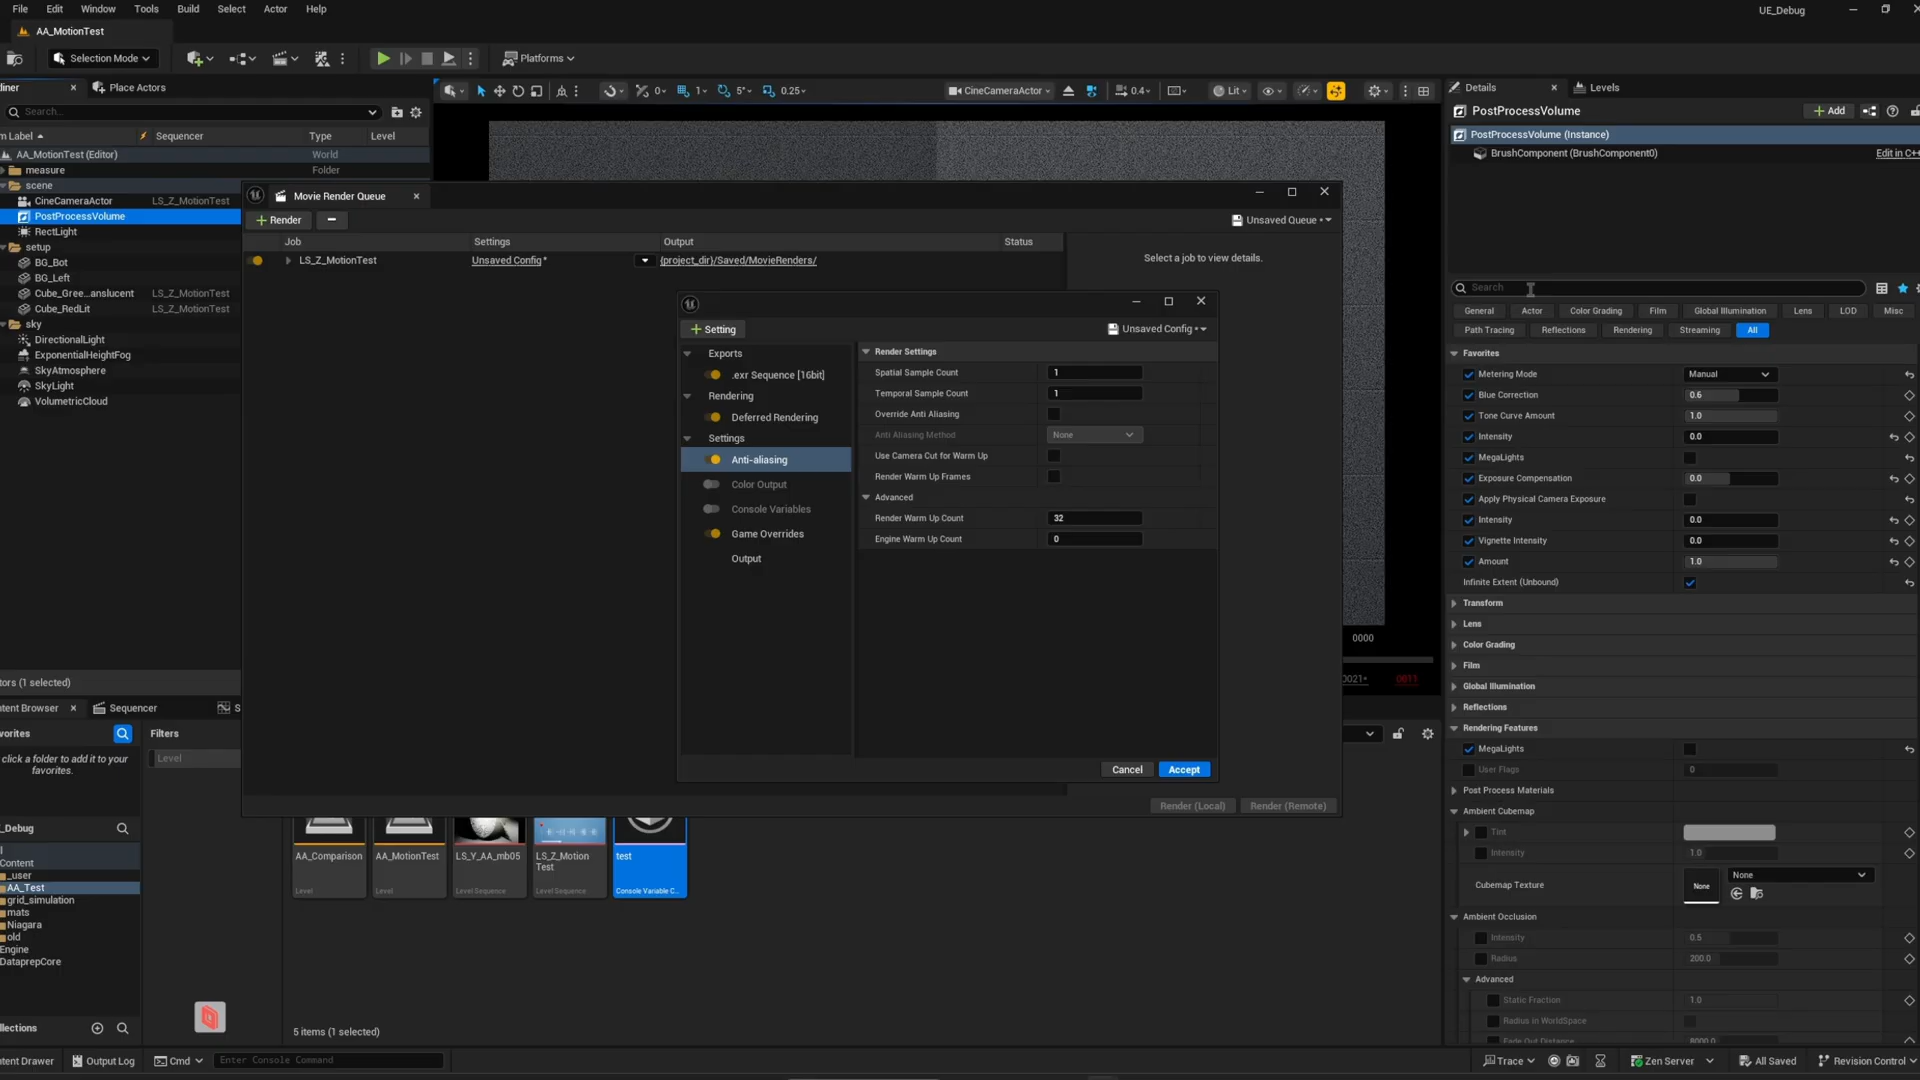 File Edit Window Tools Build Select Actor Help
UE_Debug
AA_MotionTest
Selection Mode
Platforms
liner
Place Actors
Search...
m Label
Sequencer
Type
Level
AA_MotionTest (Editor)
World
measure
Folder
scene
CineCameraActor
LS_Z_MotionTest
PostProcessVolume
RectLight
setup
BG_Bot
BG_Left
Cube_Gree...anslucent
LS_Z_MotionTest
Cube_RedLit
LS_Z_MotionTest
sky
DirectionalLight
ExponentialHeightFog
SkyAtmosphere
SkyLight
VolumetricCloud
tors (1 selected)
0
1
5°
0.25
CineCameraActor
0.4
Lit
0000
0021+
0011
Movie Render Queue
Render
Unsaved Queue •
Job
Settings
Output
Status
LS_Z_MotionTest
Unsaved Config*
{project_dir}/Saved/MovieRenders/
Select a job to view details.
Render (Local)
Render (Remote)
Setting
Unsaved Config •
Exports
.exr Sequence [16bit]
Rendering
Deferred Rendering
Settings
Anti-aliasing
Color Output
Console Variables
Game Overrides
Output
Render Settings
Spatial Sample Count
1
Temporal Sample Count
1
Override Anti Aliasing
Anti Aliasing Method
None
Use Camera Cut for Warm Up
Render Warm Up Frames
Advanced
Render Warm Up Count
32
Engine Warm Up Count
0
Cancel
Accept
Details
Levels
PostProcessVolume
Add
PostProcessVolume (Instance)
BrushComponent (BrushComponent0)
Edit in C++
Search
General
Actor
Color Grading
Film
Global Illumination
Lens
LOD
Misc
Path Tracing
Reflections
Rendering
Streaming
All
Favorites
Metering Mode
Manual
Blue Correction
0.6
Tone Curve Amount
1.0
Intensity
0.0
MegaLights
Exposure Compensation
0.0
Apply Physical Camera Exposure
Intensity
0.0
Vignette Intensity
0.0
Amount
1.0
Infinite Extent (Unbound)
Transform
Lens
Color Grading
Film
Global Illumination
Reflections
Rendering Features
MegaLights
User Flags
0
Post Process Materials
Ambient Cubemap
Tint
Intensity
1.0
Cubemap Texture
None
None
Ambient Occlusion
Intensity
0.5
Radius
200.0
Advanced
Static Fraction
1.0
Radius in WorldSpace
Fade Out Distance
8000.0
ntent Browser
Sequencer
S
vorites
Filters
click a folder to add it to your
favorites.
Level
_Debug
l
Content
_user
AA_Test
grid_simulation
mats
Niagara
old
Engine
DataprepCore
llections
AA_Comparison
Level
AA_MotionTest
Level
LS_Y_AA_mb05
Level Sequence
LS_Z_Motion
Test
Level Sequence
test
Console Variable C...
5 items (1 selected)
ntent Drawer
Output Log
Cmd
Enter Console Command
Trace
Zen Server
All Saved
Revision Control